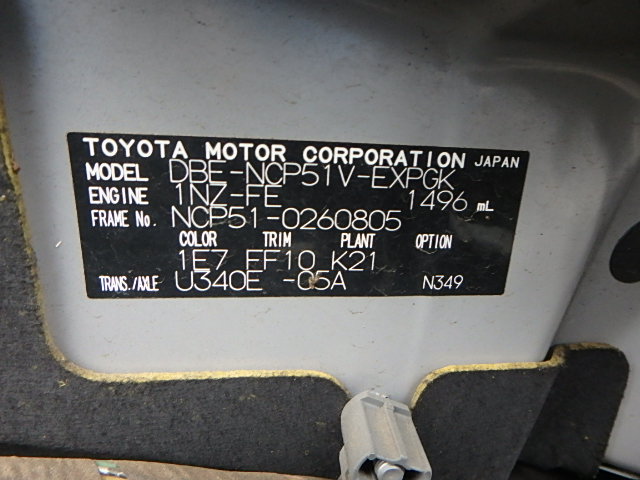 TOYOTA MOTOR CORPORATION JAPAN
MODEL DBE-NCP51V-EXPGK
ENGINE 1NZ-FE 1496 mL
FRAME No. NCP51-0260805
COLOR TRIM PLANT OPTION
1E7 EF10 K21
TRANS./AXLE U340E -05A N349